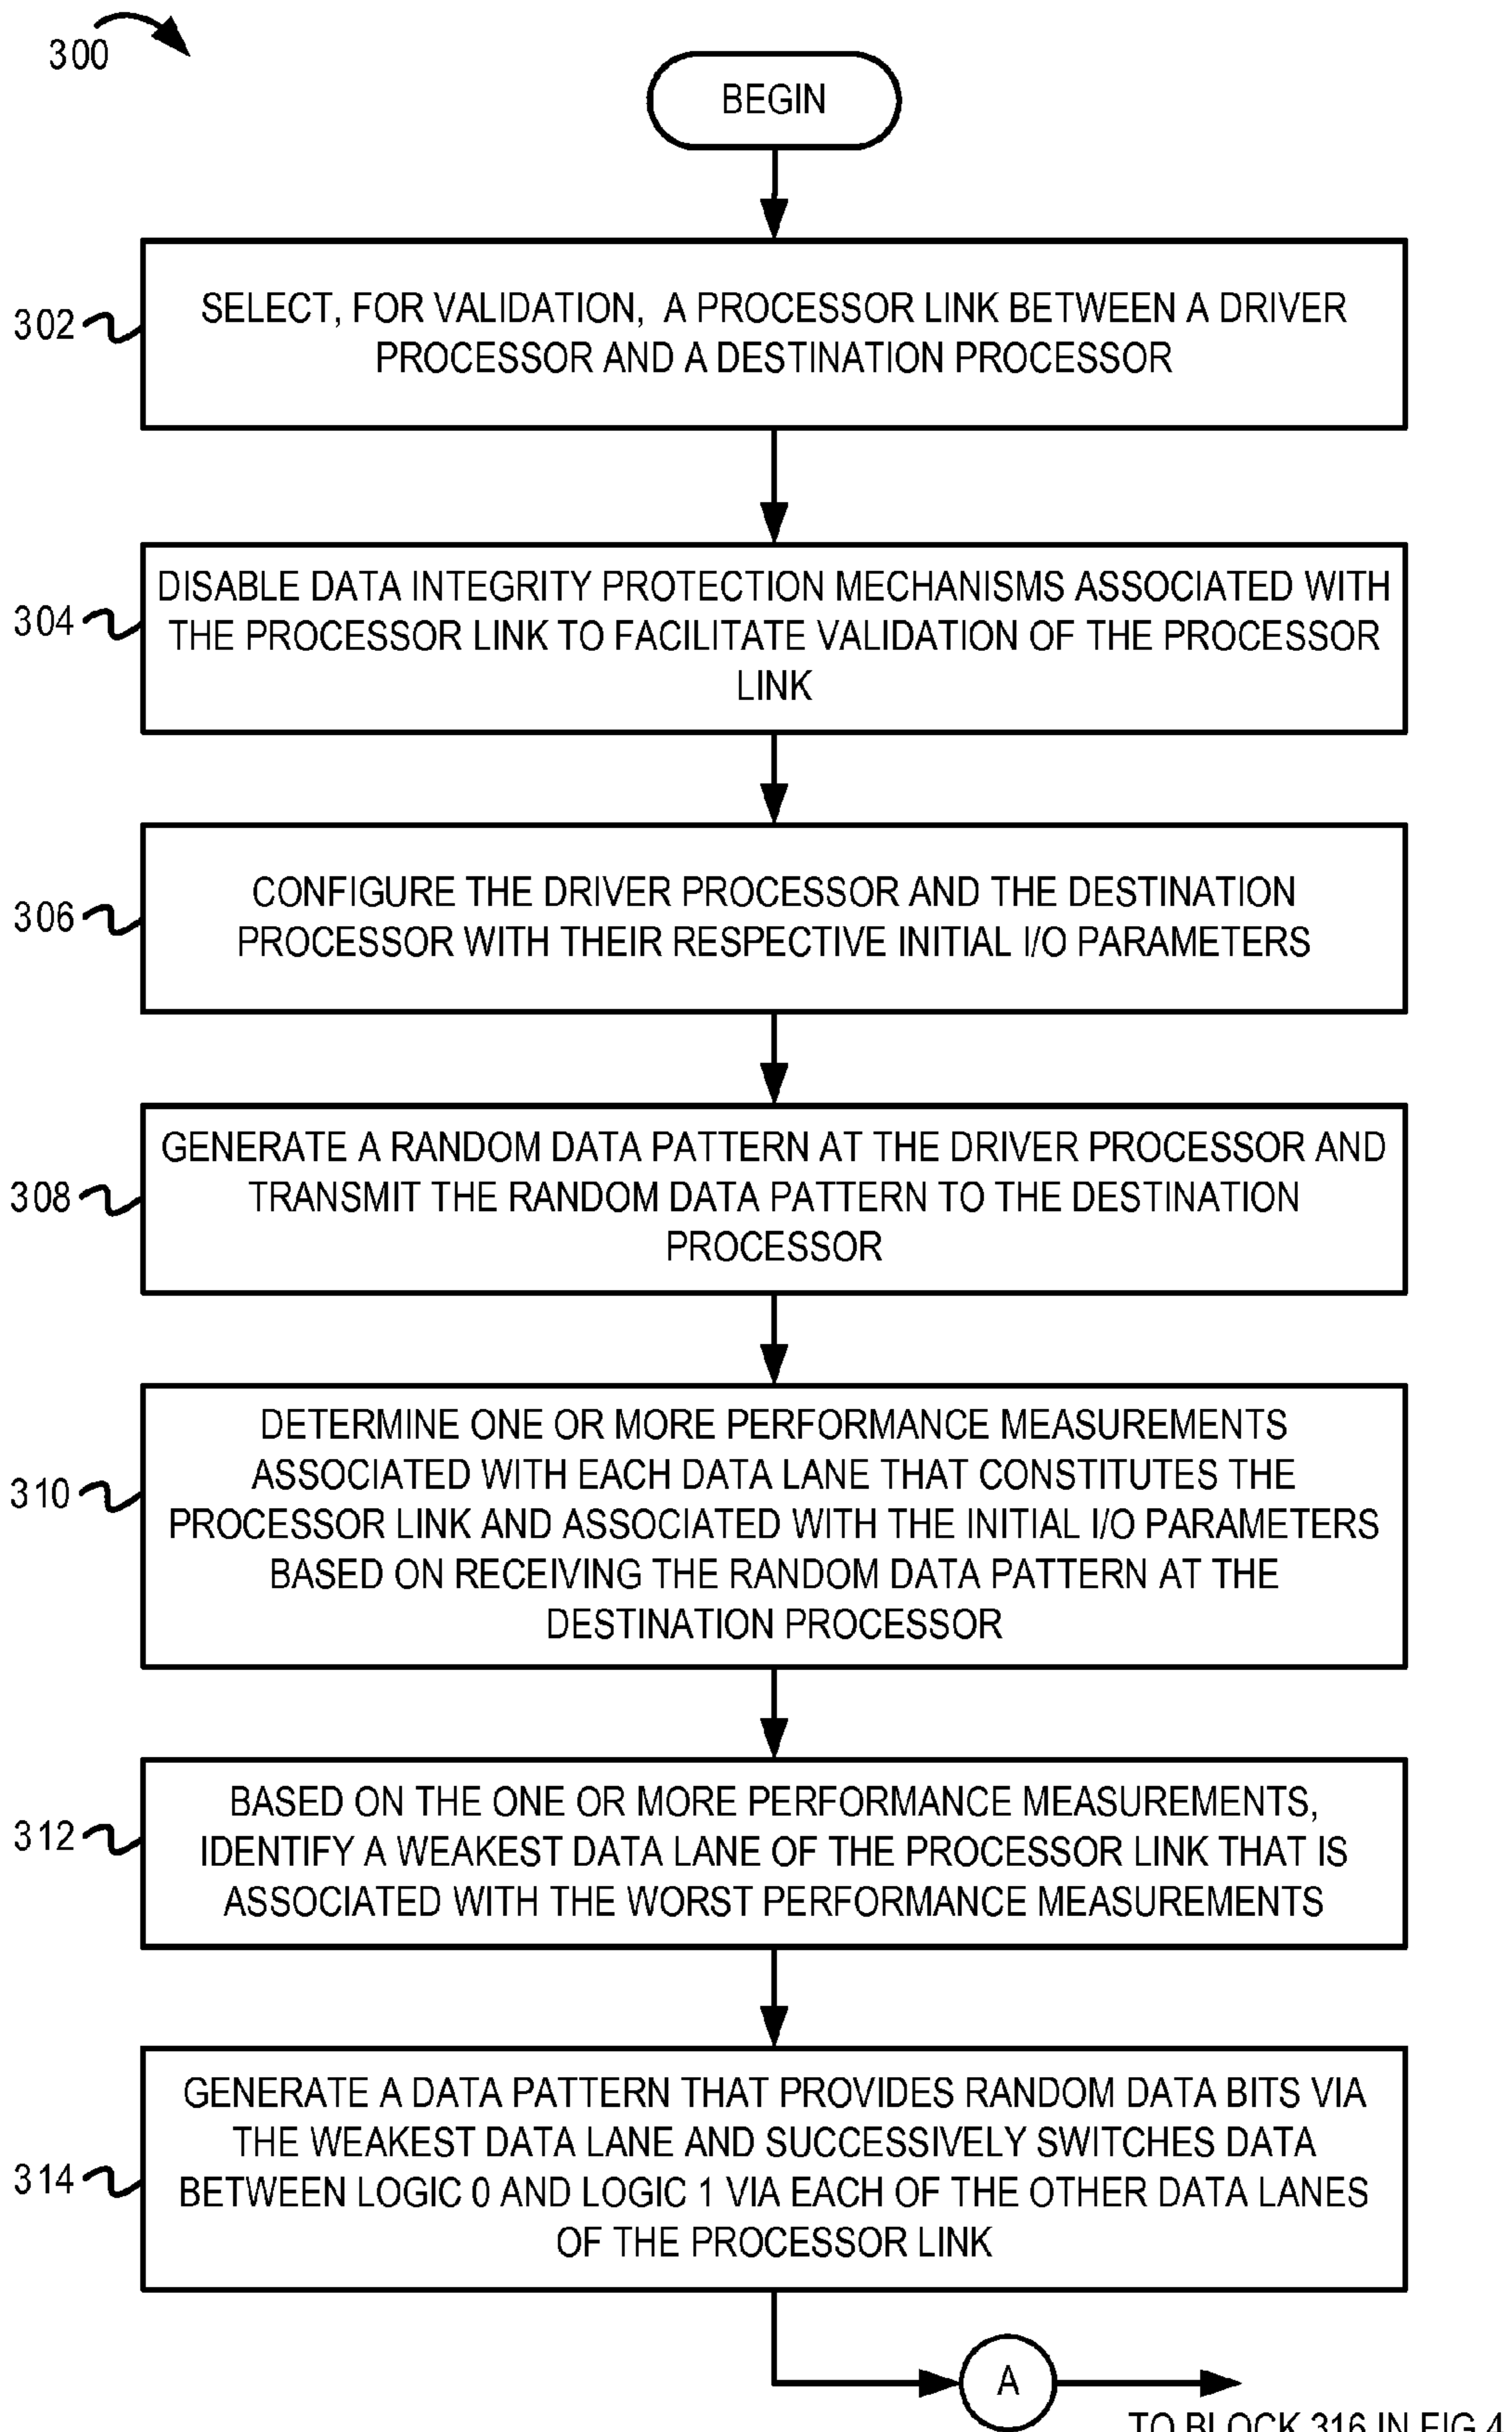 300
BEGIN
302
SELECT, FOR VALIDATION, A PROCESSOR LINK BETWEEN A DRIVER
PROCESSOR AND A DESTINATION PROCESSOR
304
DISABLE DATA INTEGRITY PROTECTION MECHANISMS ASSOCIATED WITH
THE PROCESSOR LINK TO FACILITATE VALIDATION OF THE PROCESSOR
LINK
306
CONFIGURE THE DRIVER PROCESSOR AND THE DESTINATION
PROCESSOR WITH THEIR RESPECTIVE INITIAL I/O PARAMETERS
308
GENERATE A RANDOM DATA PATTERN AT THE DRIVER PROCESSOR AND
TRANSMIT THE RANDOM DATA PATTERN TO THE DESTINATION
PROCESSOR
310
DETERMINE ONE OR MORE PERFORMANCE MEASUREMENTS
ASSOCIATED WITH EACH DATA LANE THAT CONSTITUTES THE
PROCESSOR LINK AND ASSOCIATED WITH THE INITIAL I/O PARAMETERS
BASED ON RECEIVING THE RANDOM DATA PATTERN AT THE
DESTINATION PROCESSOR
312
BASED ON THE ONE OR MORE PERFORMANCE MEASUREMENTS,
IDENTIFY A WEAKEST DATA LANE OF THE PROCESSOR LINK THAT IS
ASSOCIATED WITH THE WORST PERFORMANCE MEASUREMENTS
314
GENERATE A DATA PATTERN THAT PROVIDES RANDOM DATA BITS VIA
THE WEAKEST DATA LANE AND SUCCESSIVELY SWITCHES DATA
BETWEEN LOGIC 0 AND LOGIC 1 VIA EACH OF THE OTHER DATA LANES
OF THE PROCESSOR LINK
A
TO BLOCK 316 IN FIG 4